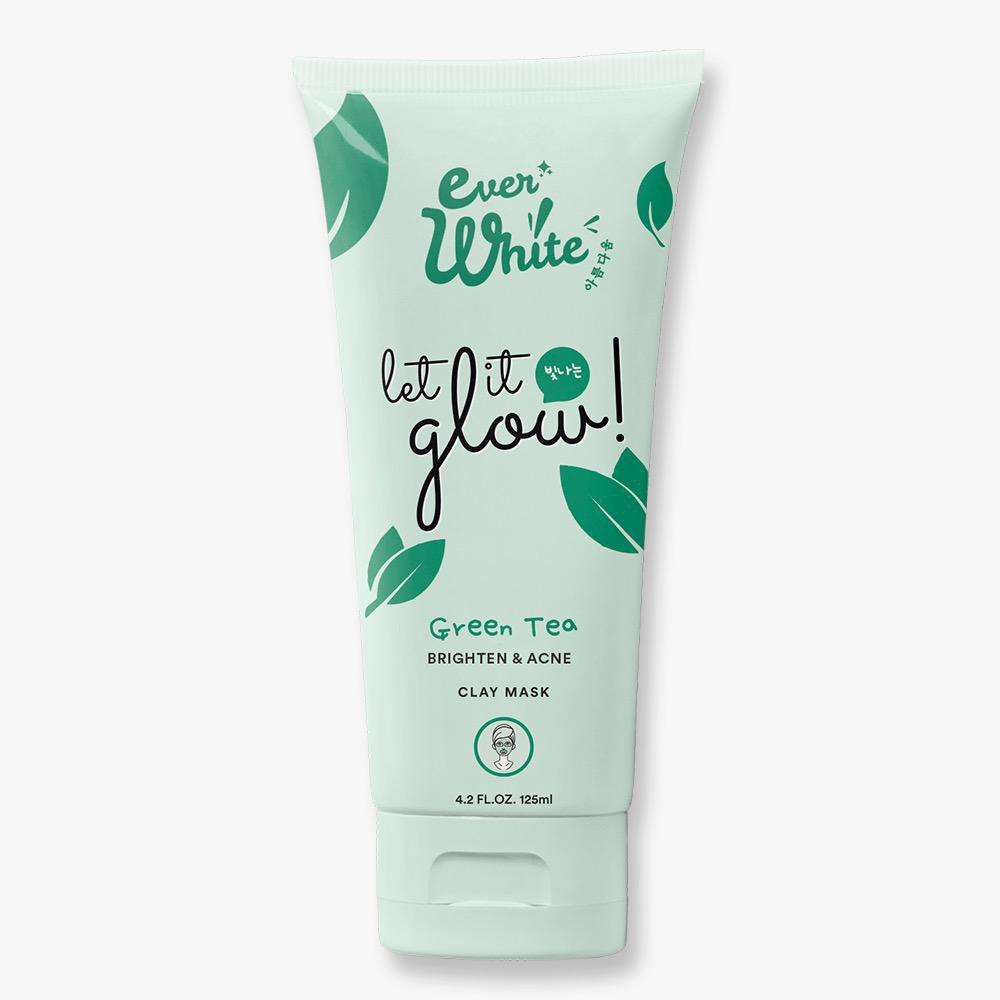 ever
White
아름다움
let it 빛나는
glow!
Green Tea
BRIGHTEN & ACNE
CLAY MASK
4.2 FL.OZ. 125ml